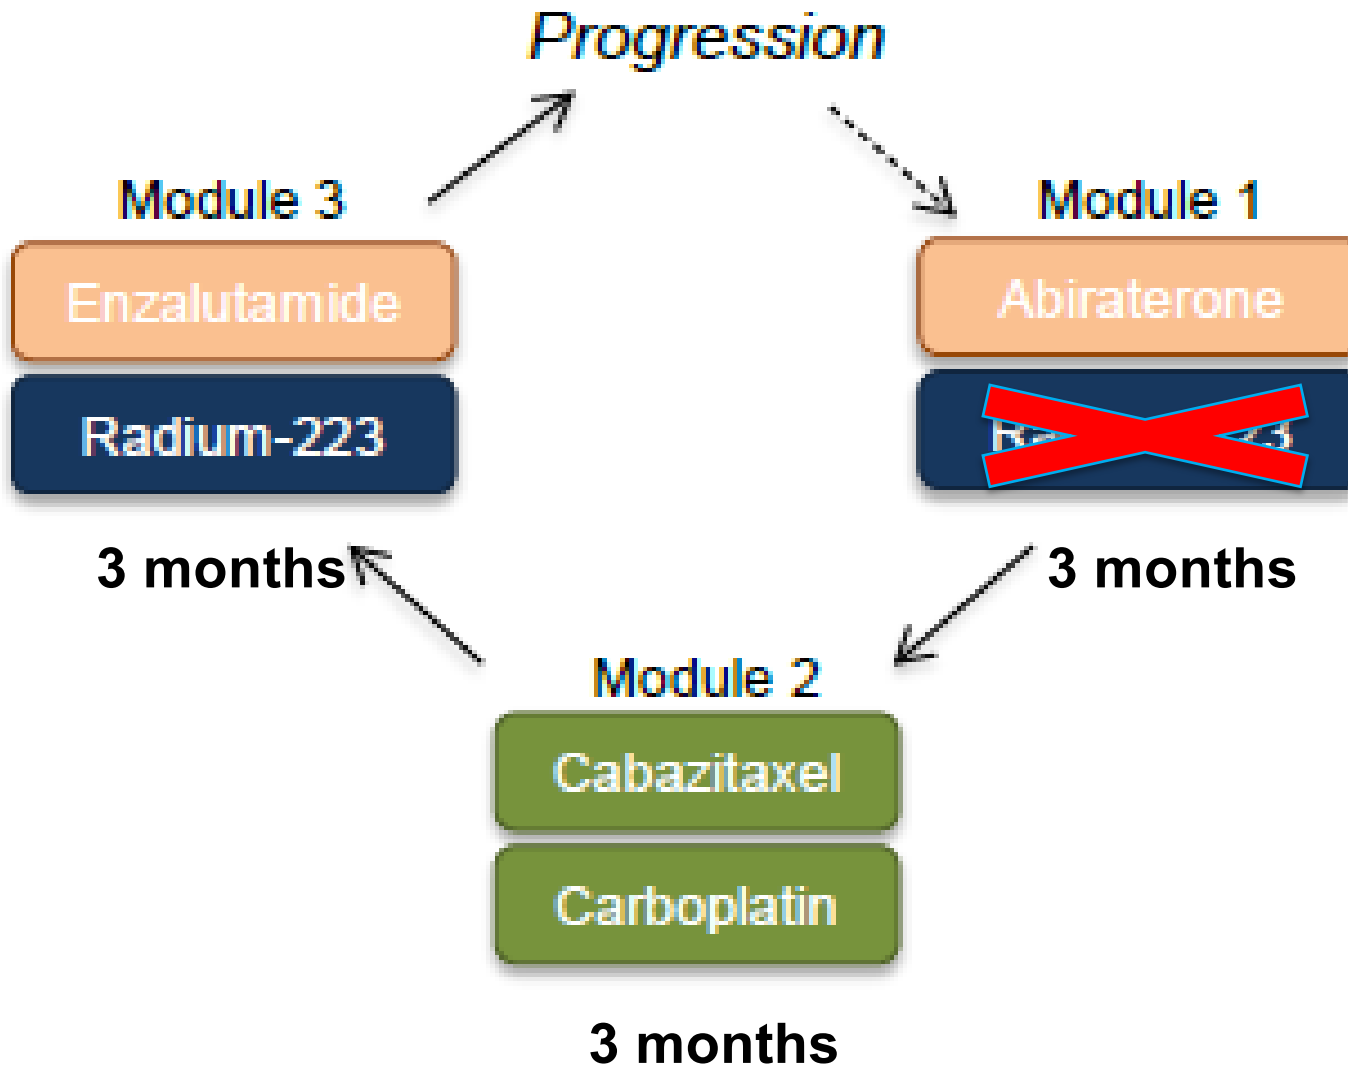 Progression
Module 3
Enzalutamide
Radium-223
3 months
Module 1
Abiraterone
3 months
Module 2
Cabazitaxel
Carboplatin
3 months